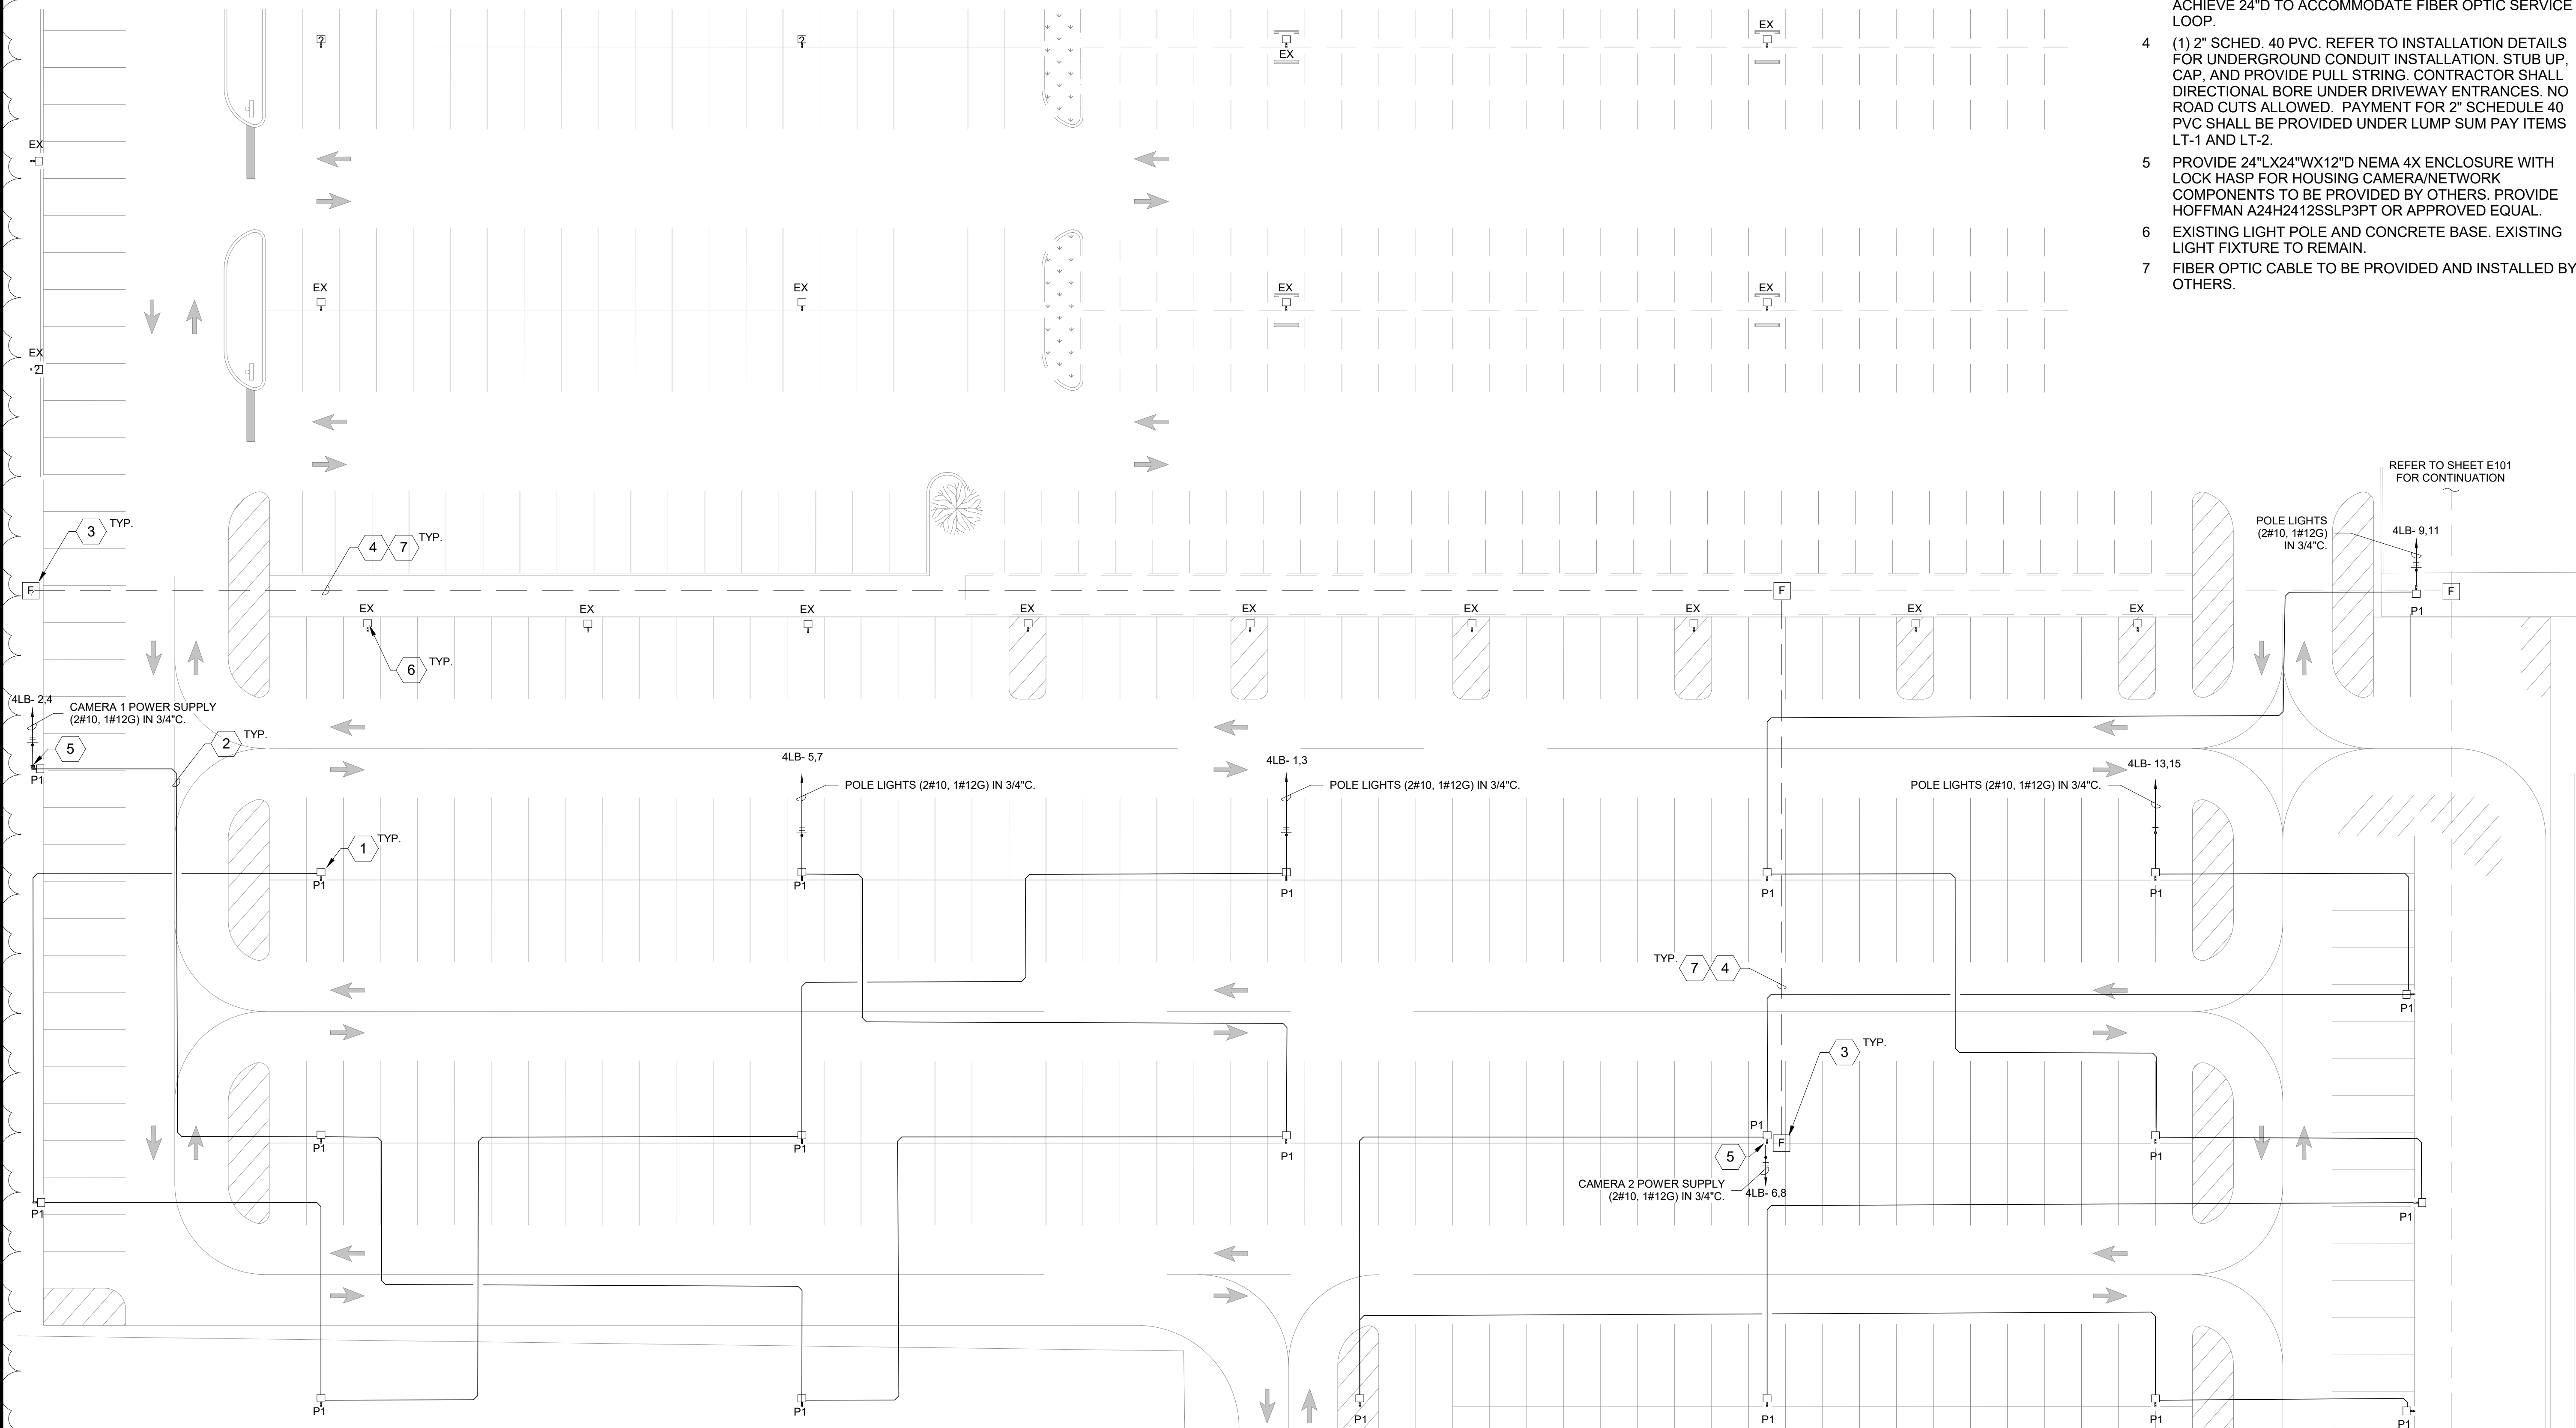 ACHIEVE 24"D TO ACCOMMODATE FIBER OPTIC SERVICE
LOOP.
4 (1) 2" SCHED. 40 PVC. REFER TO INSTALLATION DETAILS
FOR UNDERGROUND CONDUIT INSTALLATION. STUB UP,
CAP, AND PROVIDE PULL STRING. CONTRACTOR SHALL
DIRECTIONAL BORE UNDER DRIVEWAY ENTRANCES. NO
ROAD CUTS ALLOWED. PAYMENT FOR 2" SCHEDULE 40
PVC SHALL BE PROVIDED UNDER LUMP SUM PAY ITEMS
LT-1 AND LT-2.
5 PROVIDE 24"LX24"WX12"D NEMA 4X ENCLOSURE WITH
LOCK HASP FOR HOUSING CAMERA/NETWORK
COMPONENTS TO BE PROVIDED BY OTHERS. PROVIDE
HOFFMAN A24H2412SSLP3PT OR APPROVED EQUAL.
6 EXISTING LIGHT POLE AND CONCRETE BASE. EXISTING
LIGHT FIXTURE TO REMAIN.
7 FIBER OPTIC CABLE TO BE PROVIDED AND INSTALLED BY
OTHERS.
? ? EX EX
EX
EX EX EX EX
EX
?
REFER TO SHEET E101
FOR CONTINUATION
3 TYP.
4 7 TYP.
POLE LIGHTS
(2#10, 1#12G)
IN 3/4"C.
4LB- 9,11
F F F
P1
EX EX EX EX EX EX EX EX EX
6 TYP.
4LB- 2,4
CAMERA 1 POWER SUPPLY
(2#10, 1#12G) IN 3/4"C.
5
2 TYP.
P1
4LB- 5,7
POLE LIGHTS (2#10, 1#12G) IN 3/4"C.
4LB- 1,3
POLE LIGHTS (2#10, 1#12G) IN 3/4"C.
4LB- 13,15
POLE LIGHTS (2#10, 1#12G) IN 3/4"C.
1 TYP.
P1 P1 P1 P1 P1
TYP. 7 4
P1
3 TYP.
P1
F
P1 P1 P1 P1
5
CAMERA 2 POWER SUPPLY
(2#10, 1#12G) IN 3/4"C.
4LB- 6,8
P1 P1
P1 P1 P1 P1 P1 P1